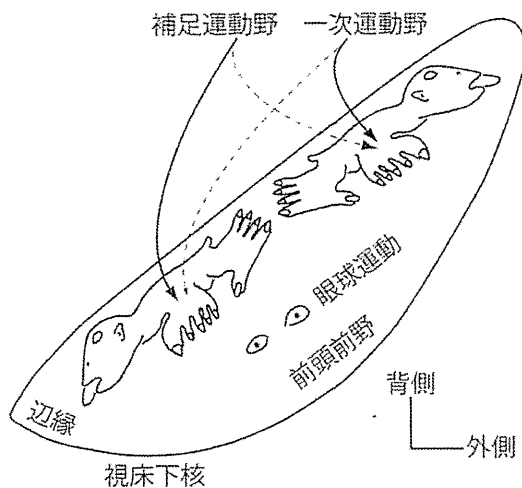 補足運動野 一次運動野
眼球運動
前頭前野
背側
外側
辺縁
視床下核